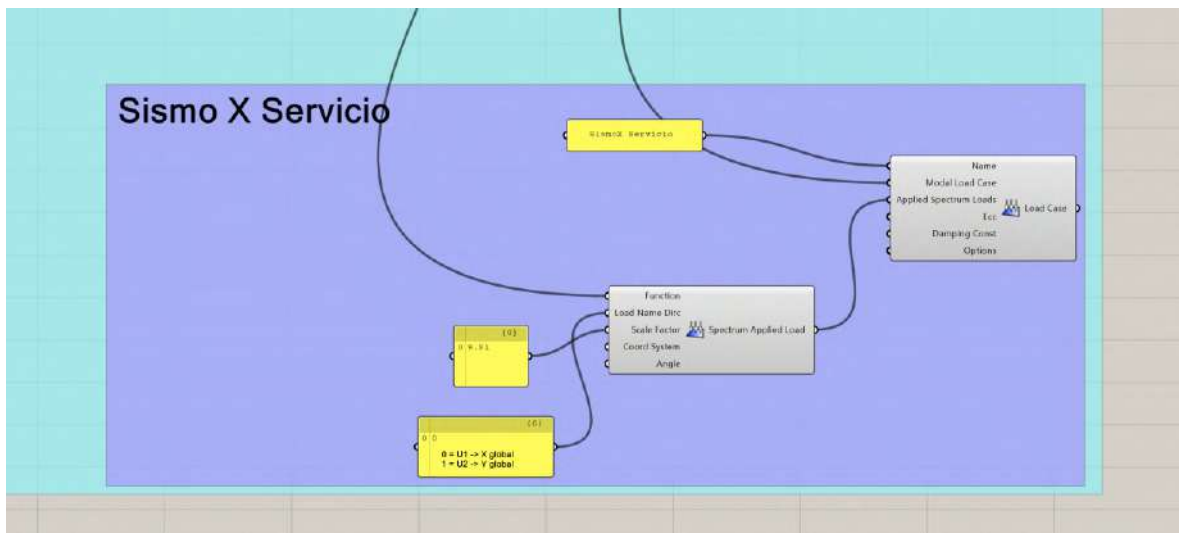 Sismo X Servicio
SismoX Servicio
Name
Modal Load Case
Applied Spectrum Loads
Ecc
Damping Const
Options
Load Case
Function
Load Name Dirc
Scale Factor
Coord System
Angle
Spectrum Applied Load
{0}
0 9.81
{0}
0 0
0 = U1 -> X global
1 = U2 -> Y global